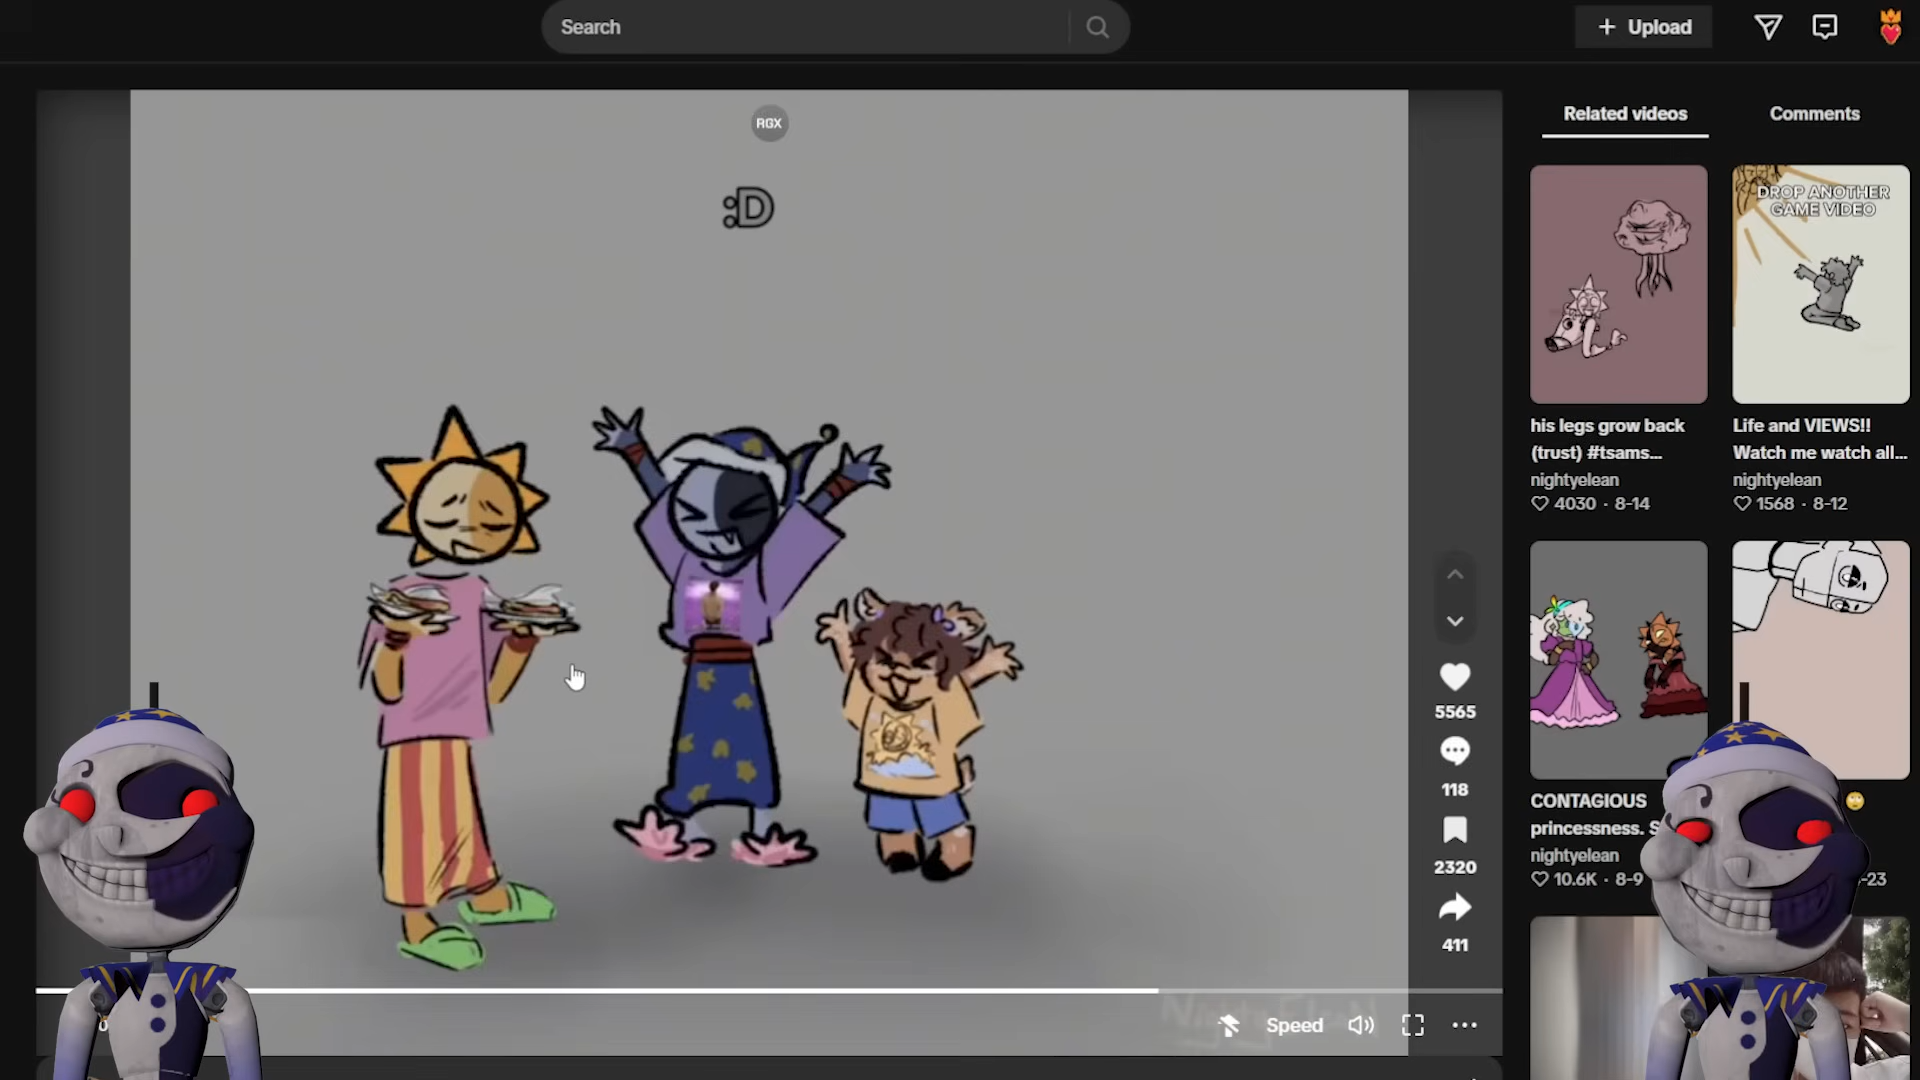 Search
Upload
RGX
:D
Related videos
Comments
DROP ANOTHER
GAME VIDEO
his legs grow back
(trust) #tsams...
nightyelean
4030 · 8-14
Life and VIEWS!!
Watch me watch all...
nightyelean
1568 · 8-12
5565
118
2320
411
CONTAGIOUS
princessness. S
nightyelean
10.6K · 8-9
-23
NightyElean
Speed